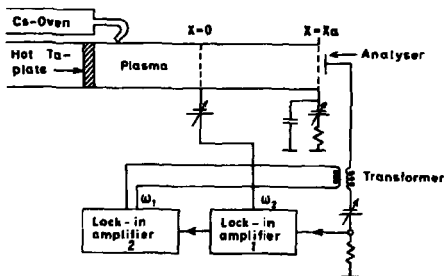 Cs-Oven
X=0
X=Xa
Analyser
Hot Ta-
plate
Plasma
Transformer
ω1
ω2
Lock-in
amplifier
2
Lock-in
amplifier
1